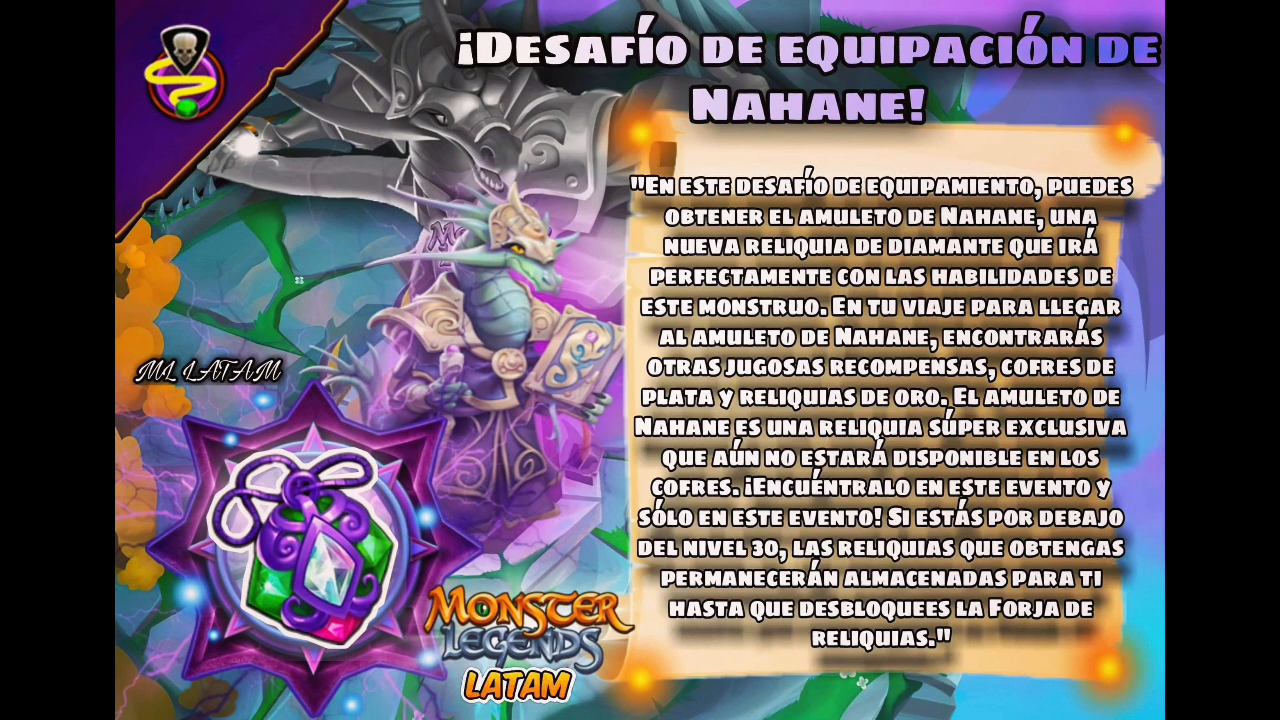 ¡Desafío de equipación de
Nahane!
"En este desafío de equipamiento, puedes
obtener el amuleto de Nahane, una
nueva reliquia de diamante que irá
perfectamente con las habilidades de
este monstruo. En tu viaje para llegar
al amuleto de Nahane, encontrarás
otras jugosas recompensas, cofres de
plata y reliquias de oro. El amuleto de
Nahane es una reliquia súper exclusiva
que aún no estará disponible en los
cofres. ¡Encuéntralo en este evento y
sólo en este evento! Si estás por debajo
del nivel 30, las reliquias que obtengas
permanecerán almacenadas para ti
hasta que desbloquees la Forja de
reliquias."
ML LATAM
Monster
Legends
LATAM